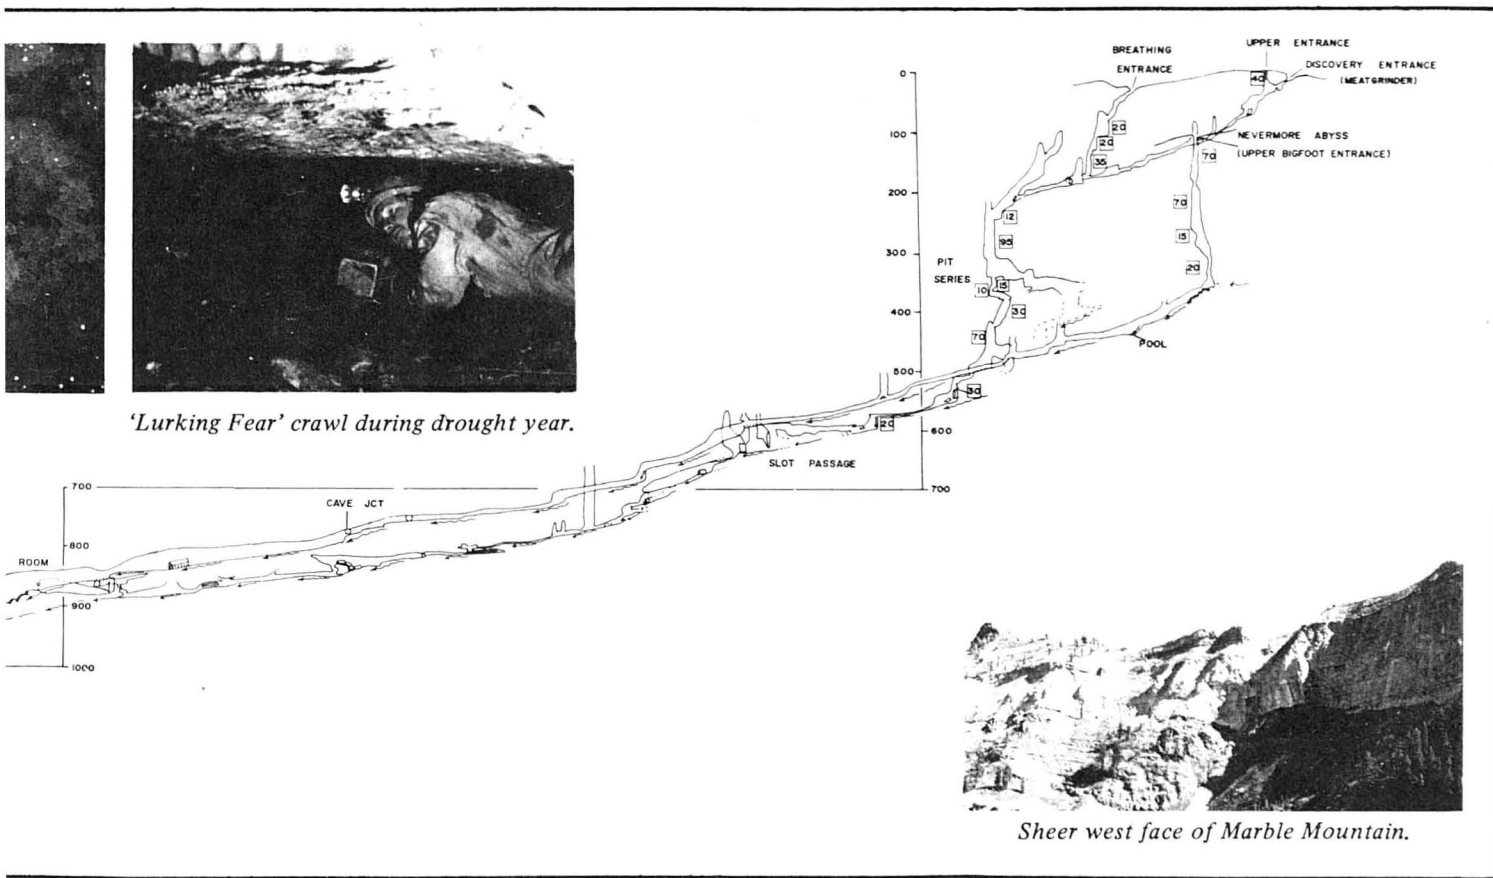 BREATHING
ENTRANCE
UPPER ENTRANCE
DISCOVERY ENTRANCE
(MEATGRINDER)
0
40
100
20
20
35
NEVERMORE ABYSS
(UPPER BIGFOOT ENTRANCE)
70
200
12
70
95
15
300
PIT
SERIES
20
10
15
30
400
70
POOL
500
30
20
600
'Lurking Fear' crawl during drought year.
SLOT PASSAGE
700
700
CAVE JCT
800
ROOM
900
1000
Sheer west face of Marble Mountain.